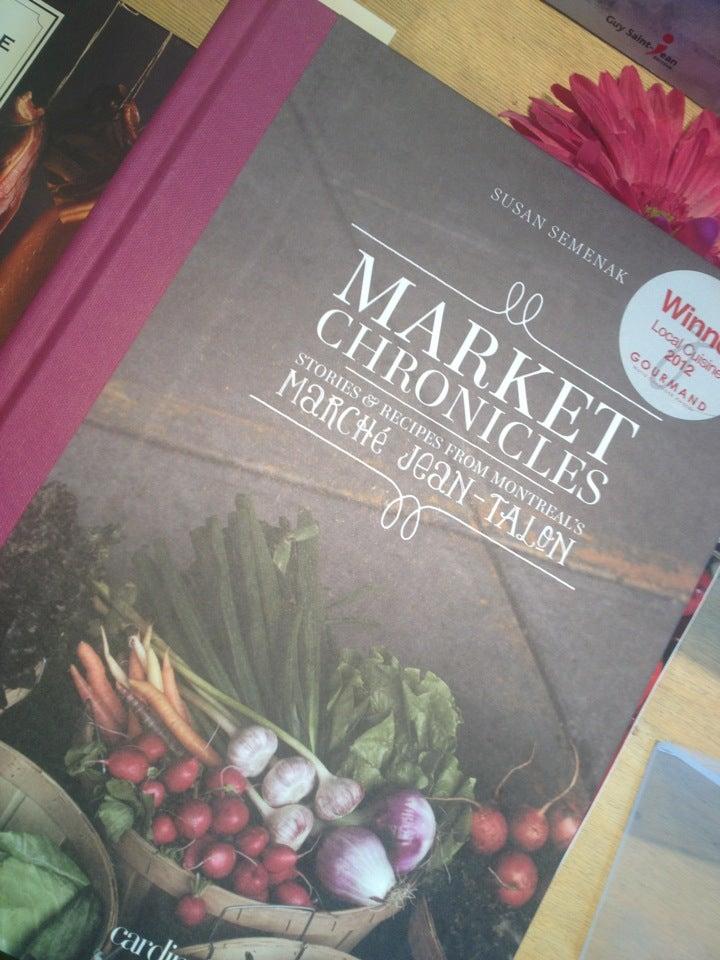 SUSAN SEMENAK
MARKET
CHRONICLES
STORIES & RECIPES FROM MONTREAL'S
MARCHÉ JEAN-TALON
Local Cuisine
2012
GOURMAND
Guy Saint-Jean
E